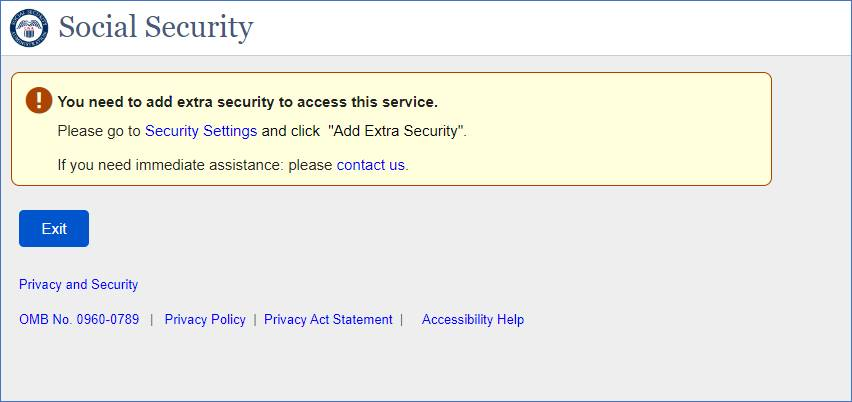 Social Security
You need to add extra security to access this service.
Please go to Security Settings and click  "Add Extra Security".
If you need immediate assistance: please contact us.
Exit
Privacy and Security
OMB No. 0960-0789 | Privacy Policy | Privacy Act Statement | Accessibility Help